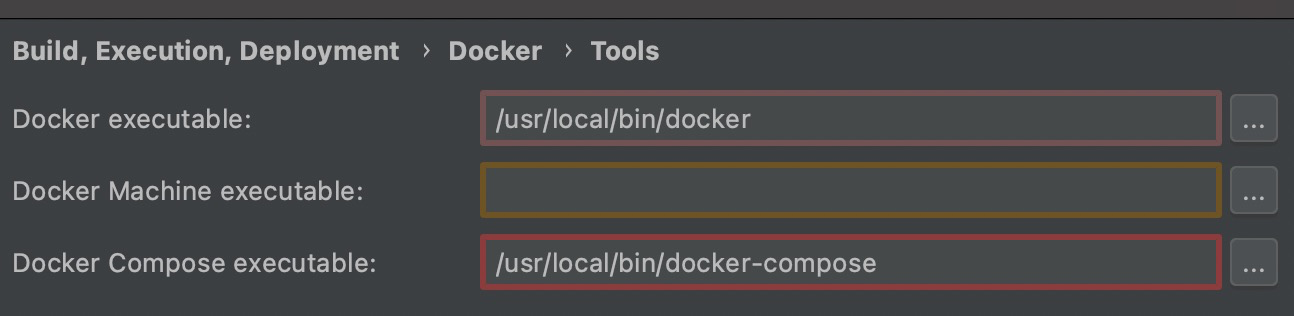 Build, Execution, Deployment › Docker › Tools
Docker executable: /usr/local/bin/docker ...
Docker Machine executable: ...
Docker Compose executable: /usr/local/bin/docker-compose ...